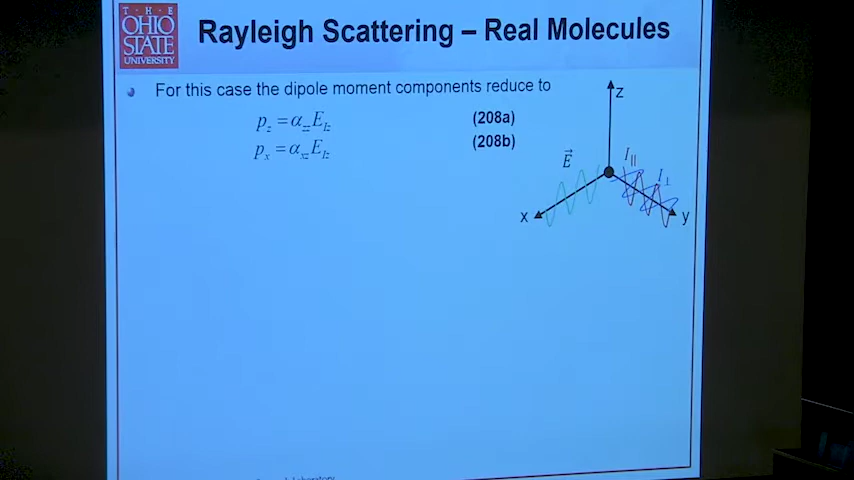 T · H · E
OHIO
STATE
UNIVERSITY
Rayleigh Scattering – Real Molecules
For this case the dipole moment components reduce to
p_z = α_zz E_Iz (208a)
p_x = α_xz E_Iz (208b)
z
E⃗
I_||
I_⊥
x
y